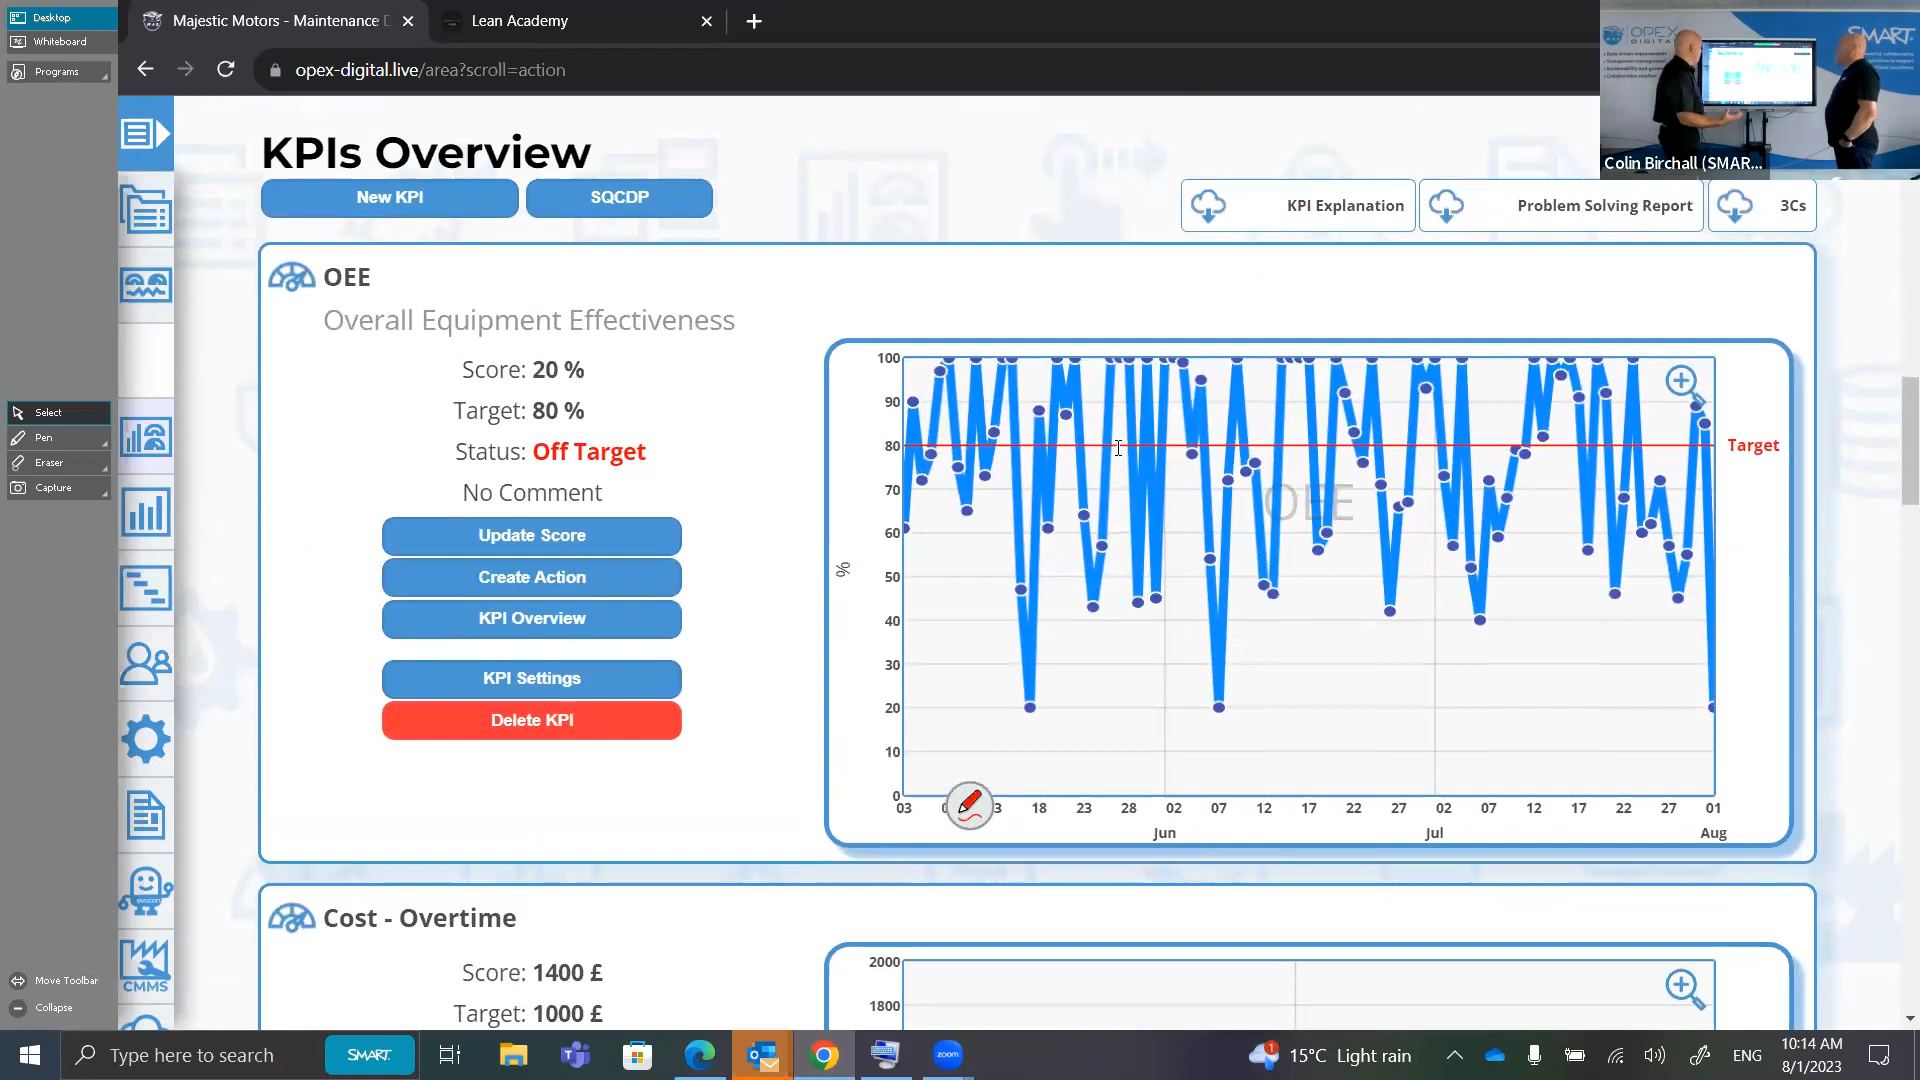 Desktop
Whiteboard
Programs
Majestic Motors - Maintenance
Lean Academy
opex-digital.live/area?scroll=action
OPEX
DIGITAL
SMART
Colin Birchall (SMAR...
KPIs Overview
New KPI
SQCDP
KPI Explanation
Problem Solving Report
3Cs
OEE
Overall Equipment Effectiveness
Score: 20 %
Target: 80 %
Status: Off Target
No Comment
Update Score
Create Action
KPI Overview
KPI Settings
Delete KPI
100
90
80
70
60
50
40
30
20
10
0
%
OEE
Target
03 18 23 28 02 07 12 17 22 27 02 07 12 17 22 27 01
Jun Jul Aug
Select
Pen
Eraser
Capture
Move Toolbar
Collapse
evocon
CMMS
Cost - Overtime
Score: 1400 £
Target: 1000 £
2000
1800
Type here to search
SMART
zoom
1
15°C Light rain
ENG
10:14 AM
8/1/2023